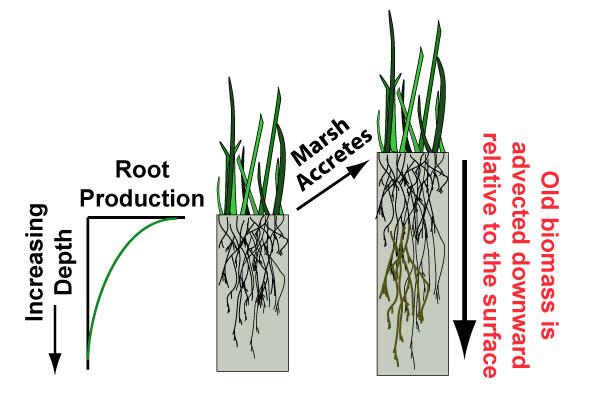 Root
Production
Increasing
Depth
Marsh
Accretes
Old biomass is
advected downward
relative to the surface